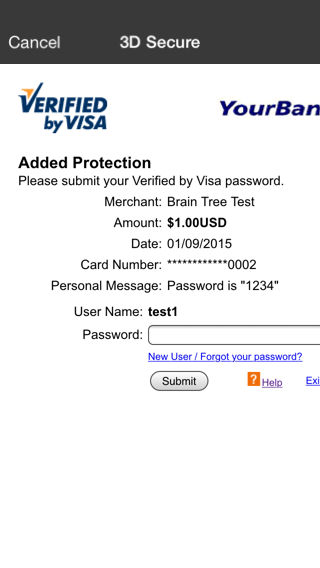 Cancel 3D Secure
VERIFIED by VISA YourBan
Added Protection
Please submit your Verified by Visa password.
Merchant: Brain Tree Test
Amount: $1.00USD
Date: 01/09/2015
Card Number: ************0002
Personal Message: Password is "1234"
User Name: test1
Password:
New User / Forgot your password?
Submit ? Help Exi